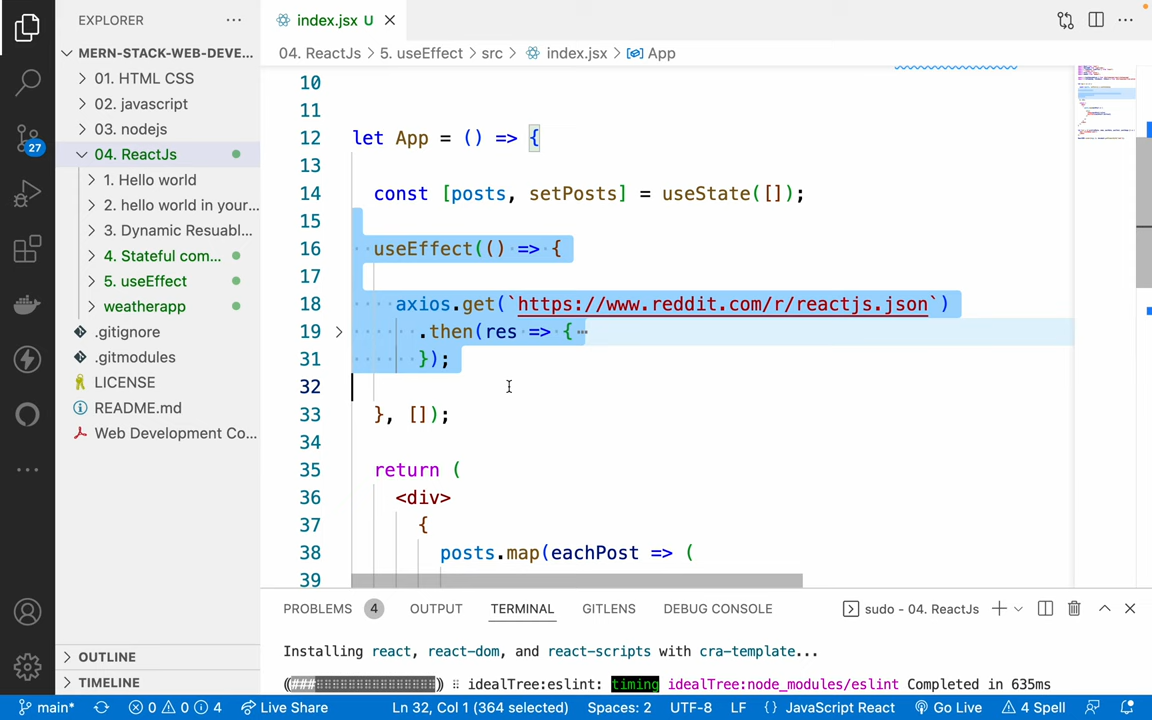 EXPLORER
MERN-STACK-WEB-DEVE...
01. HTML CSS
02. javascript
03. nodejs
04. ReactJs
1. Hello world
2. hello world in your...
3. Dynamic Resuabl...
4. Stateful com...
5. useEffect
weatherapp
.gitignore
.gitmodules
LICENSE
README.md
Web Development Co...
OUTLINE
TIMELINE
27
index.jsx U
04. ReactJs > 5. useEffect > src > index.jsx > App
10
11
12 let App = () => {
13
14 const [posts, setPosts] = useState([]);
15
16 useEffect(() => {
17
18 axios.get(`https://www.reddit.com/r/reactjs.json`)
19 .then(res => {…
31 });
32
33 }, []);
34
35 return (
36 <div>
37 {
38 posts.map(eachPost => (
39
PROBLEMS 4 OUTPUT TERMINAL GITLENS DEBUG CONSOLE sudo - 04. ReactJs
Installing react, react-dom, and react-scripts with cra-template...
(###⠂⠂⠂⠂⠂⠂⠂⠂⠂⠂⠂⠂⠂⠂⠂) ⠸ idealTree:eslint: timing idealTree:node_modules/eslint Completed in 635ms
main* 0 0 4 Live Share Ln 32, Col 1 (364 selected) Spaces: 2 UTF-8 LF {} JavaScript React Go Live 4 Spell